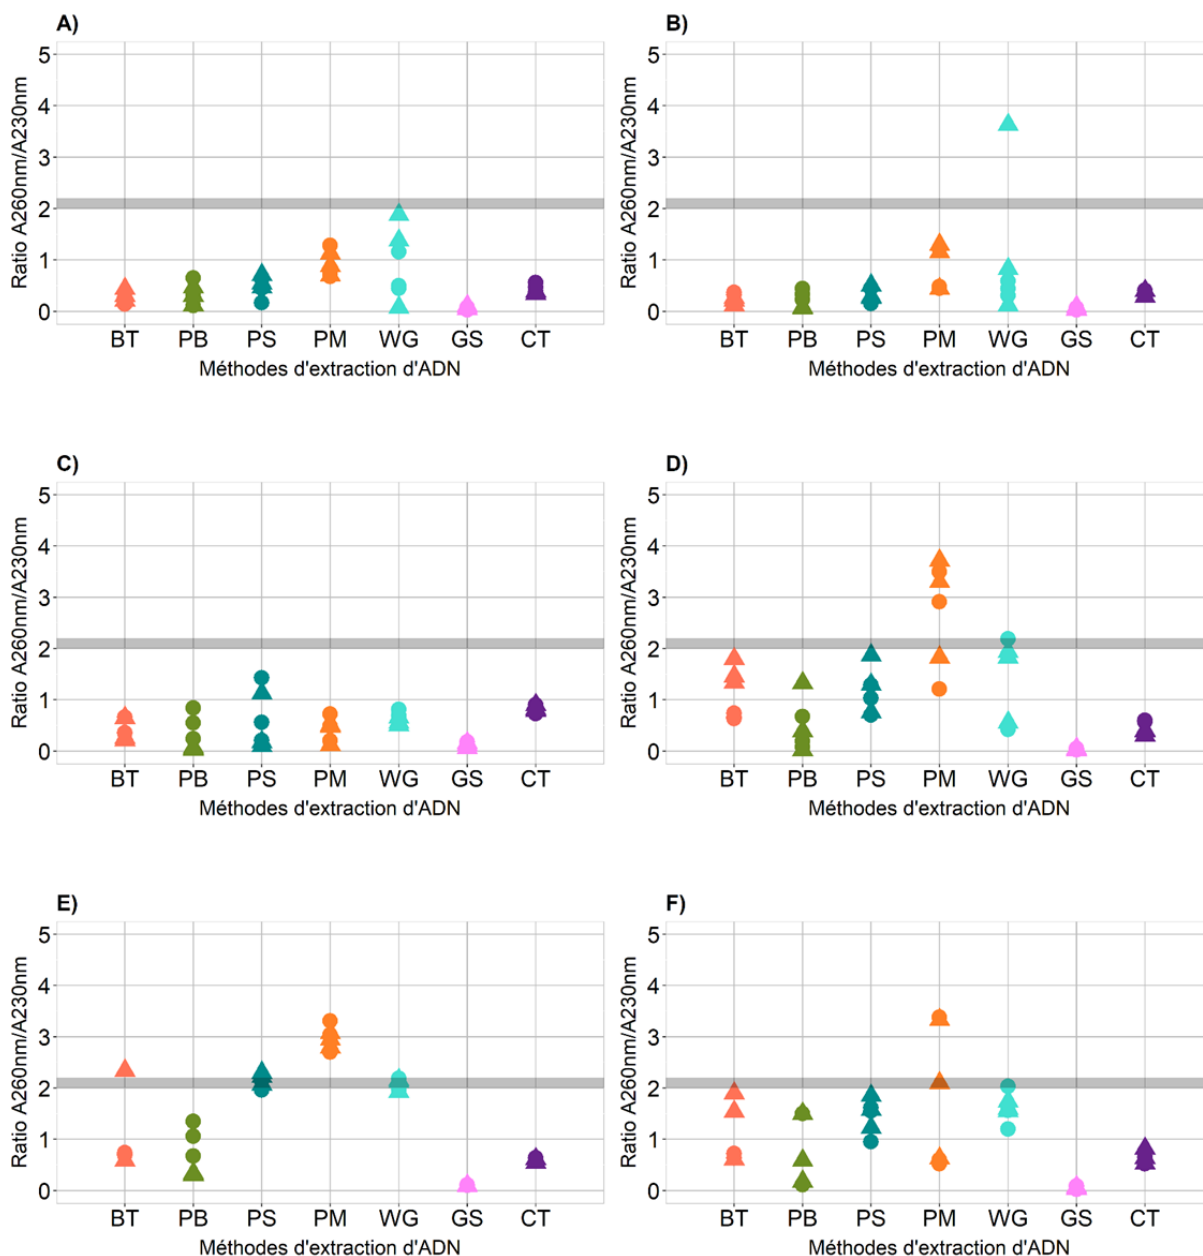 A)
Ratio A260nm/A230nm
5
4
3
2
1
0
BT PB PS PM WG GS CT
Méthodes d'extraction d'ADN
B)
Ratio A260nm/A230nm
5
4
3
2
1
0
BT PB PS PM WG GS CT
Méthodes d'extraction d'ADN
C)
Ratio A260nm/A230nm
5
4
3
2
1
0
BT PB PS PM WG GS CT
Méthodes d'extraction d'ADN
D)
Ratio A260nm/A230nm
5
4
3
2
1
0
BT PB PS PM WG GS CT
Méthodes d'extraction d'ADN
E)
Ratio A260nm/A230nm
5
4
3
2
1
0
BT PB PS PM WG GS CT
Méthodes d'extraction d'ADN
F)
Ratio A260nm/A230nm
5
4
3
2
1
0
BT PB PS PM WG GS CT
Méthodes d'extraction d'ADN